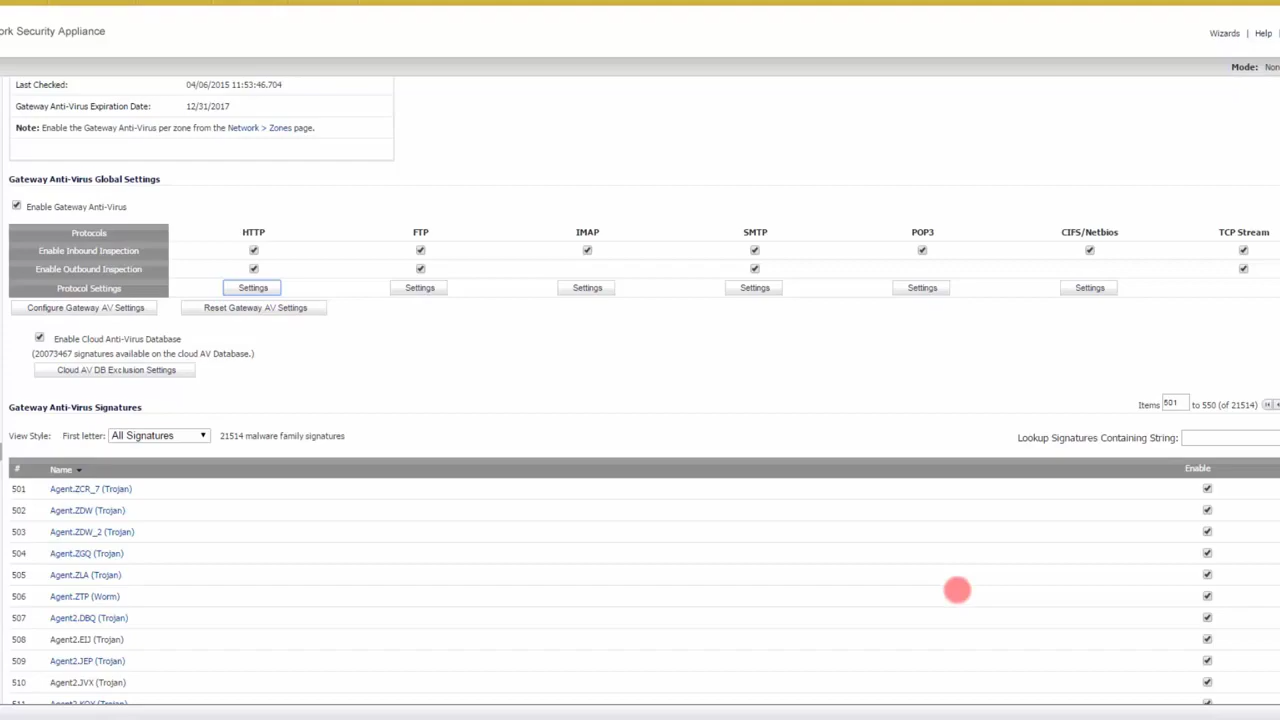 ork Security Appliance
Wizards | Help |
Mode: Non
Last Checked: 04/06/2015 11:53:46.704
Gateway Anti-Virus Expiration Date: 12/31/2017
Note: Enable the Gateway Anti-Virus per zone from the Network > Zones page.
Gateway Anti-Virus Global Settings
Enable Gateway Anti-Virus
Protocols HTTP FTP IMAP SMTP POP3 CIFS/Netbios TCP Stream
Enable Inbound Inspection
Enable Outbound Inspection
Protocol Settings Settings Settings Settings Settings Settings Settings
Configure Gateway AV Settings Reset Gateway AV Settings
Enable Cloud Anti-Virus Database
(20073467 signatures available on the cloud AV Database.)
Cloud AV DB Exclusion Settings
Gateway Anti-Virus Signatures Items 501 to 550 (of 21514)
View Style: First letter: All Signatures 21514 malware family signatures Lookup Signatures Containing String:
# Name Enable
501 Agent.ZCR_7 (Trojan)
502 Agent.ZDW (Trojan)
503 Agent.ZDW_2 (Trojan)
504 Agent.ZGQ (Trojan)
505 Agent.ZLA (Trojan)
506 Agent.ZTP (Worm)
507 Agent2.DBQ (Trojan)
508 Agent2.EIJ (Trojan)
509 Agent2.JEP (Trojan)
510 Agent2.JVX (Trojan)